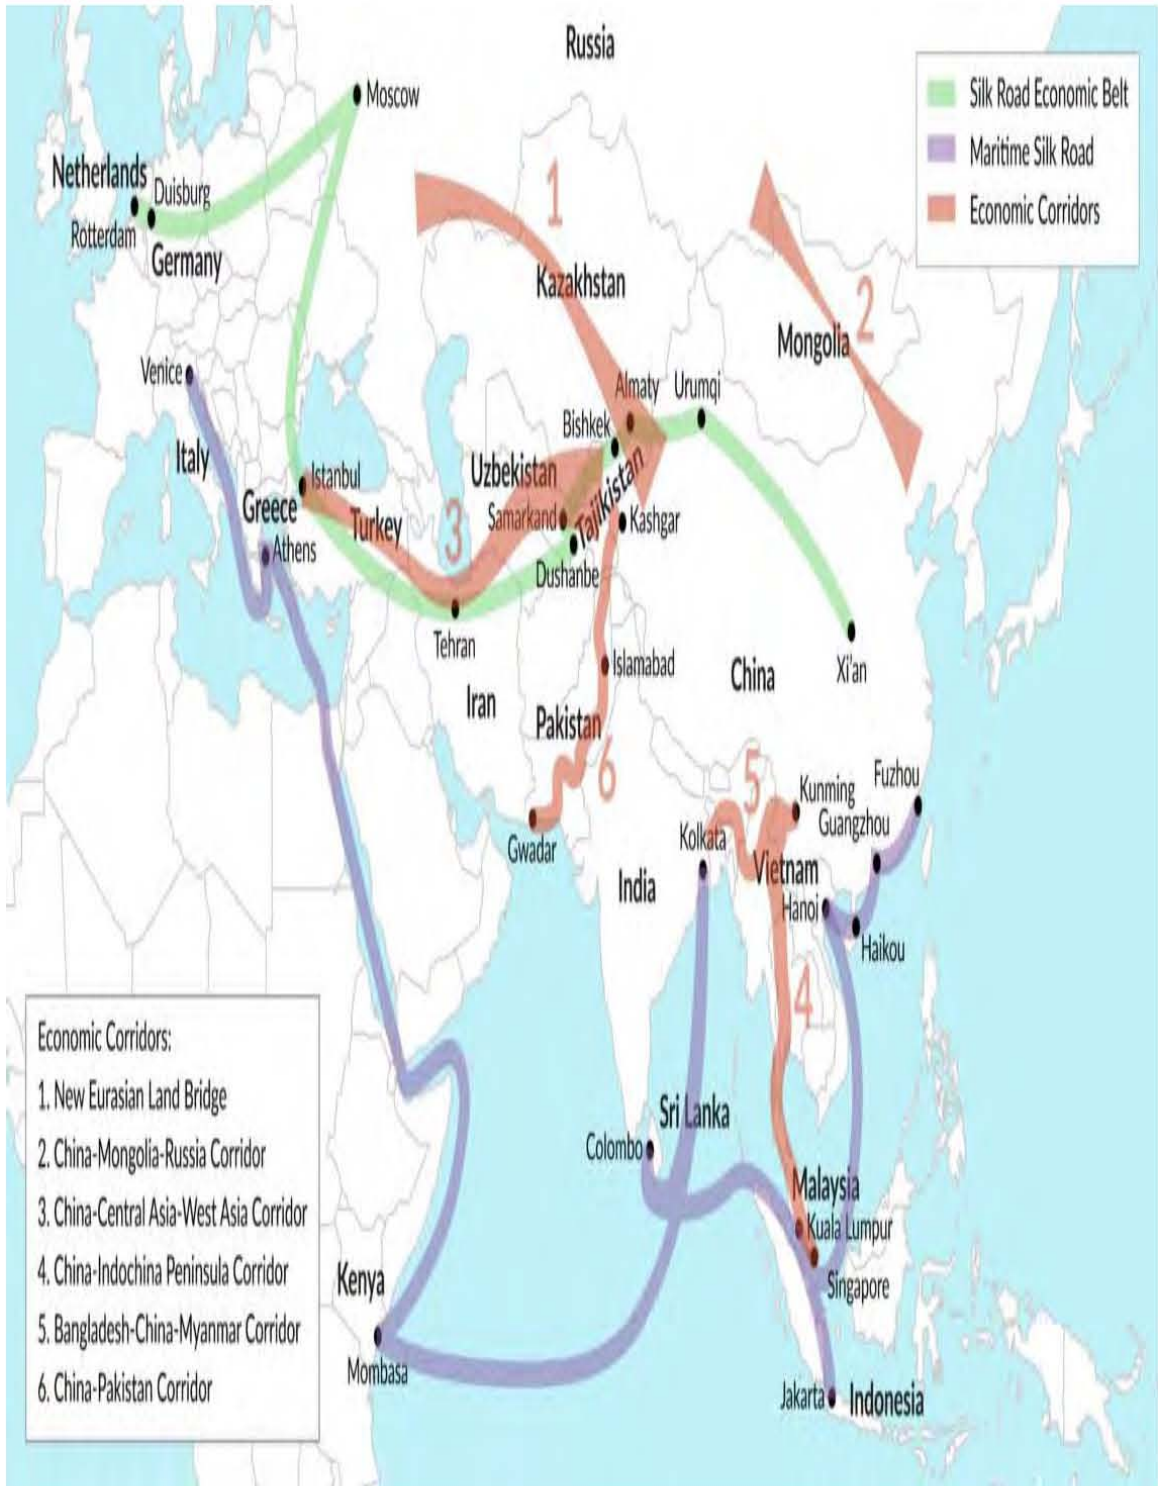 Russia
Moscow
Silk Road Economic Belt
Maritime Silk Road
Economic Corridors
Netherlands
Duisburg
Rotterdam
Germany
1
Kazakhstan
2
Mongolia
Venice
Almaty
Urumqi
Bishkek
Italy
Uzbekistan
Istanbul
Greece
Turkey
3
Samarkand
Tajikistan
Kashgar
Athens
Dushanbe
Tehran
Islamabad
China
Xi'an
Iran
Pakistan
6
5
Fuzhou
Kunming
Guangzhou
Gwadar
Kolkata
India
Vietnam
Hanoi
Haikou
4
Economic Corridors:
1. New Eurasian Land Bridge
2. China-Mongolia-Russia Corridor
3. China-Central Asia-West Asia Corridor
4. China-Indochina Peninsula Corridor
5. Bangladesh-China-Myanmar Corridor
6. China-Pakistan Corridor
Sri Lanka
Colombo
Malaysia
Kuala Lumpur
Singapore
Kenya
Mombasa
Jakarta
Indonesia